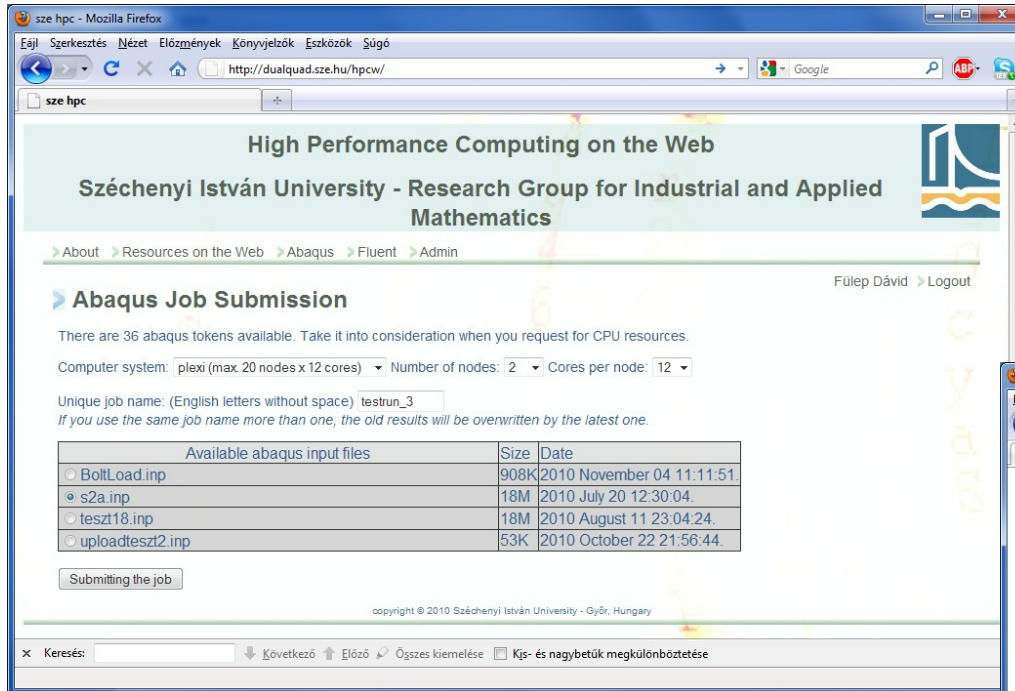 sze hpc - Mozilla Firefox
Fájl Szerkesztés Nézet Előzmények Könyvjelzők Eszközök Súgó
http://dualquad.sze.hu/hpcw/
Google
ABP
sze hpc
High Performance Computing on the Web
Széchenyi István University - Research Group for Industrial and Applied
Mathematics
About Resources on the Web Abaqus Fluent Admin
Fülep Dávid Logout
Abaqus Job Submission
There are 36 abaqus tokens available. Take it into consideration when you request for CPU resources.
Computer system: plexi (max. 20 nodes x 12 cores) Number of nodes: 2 Cores per node: 12
Unique job name: (English letters without space) testrun_3
If you use the same job name more than one, the old results will be overwritten by the latest one.
Available abaqus input files Size Date
BoltLoad.inp 908K 2010 November 04 11:11:51.
s2a.inp 18M 2010 July 20 12:30:04.
teszt18.inp 18M 2010 August 11 23:04:24.
uploadteszt2.inp 53K 2010 October 22 21:56:44.
Submitting the job
copyright © 2010 Széchenyi István University - Győr, Hungary
x Keresés: Következő Előző Összes kiemelése Kis- és nagybetűk megkülönböztetése